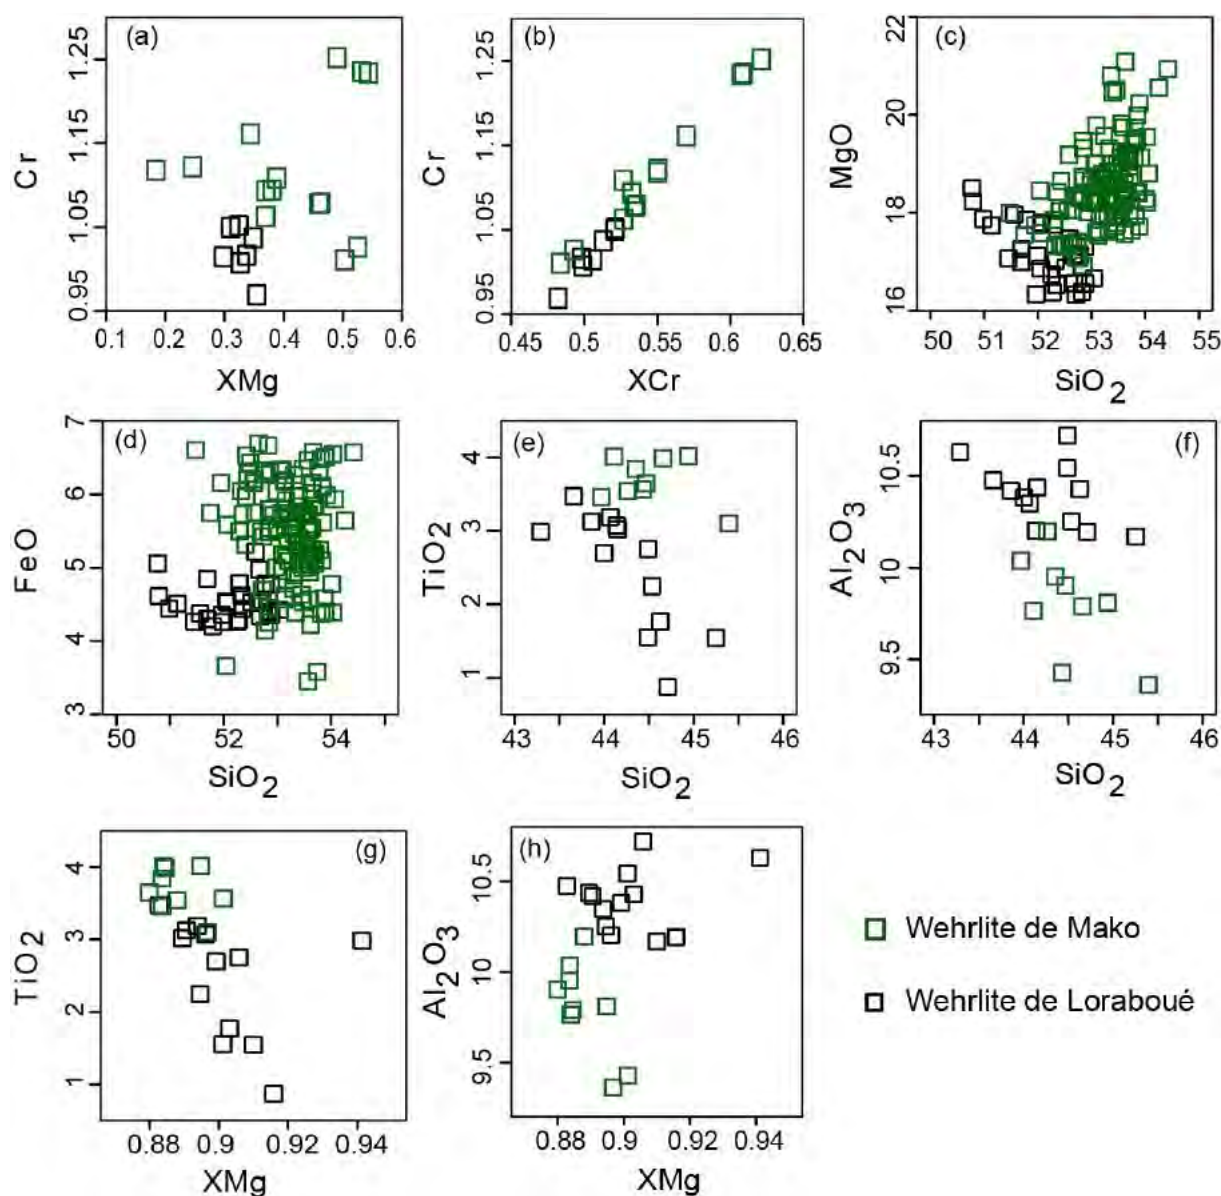 (a)
Cr
0.95 1.05 1.15 1.25
0.1 0.2 0.3 0.4 0.5 0.6
XMg
(b)
Cr
0.95 1.05 1.15 1.25
0.45 0.5 0.55 0.6 0.65
XCr
(c)
MgO
16 18 20 22
50 51 52 53 54 55
SiO2
(d)
FeO
3 4 5 6 7
50 52 54
SiO2
(e)
TiO2
1 2 3 4
43 44 45 46
SiO2
(f)
Al2O3
9.5 10 10.5
43 44 45 46
SiO2
(g)
TiO2
1 2 3 4
0.88 0.9 0.92 0.94
XMg
(h)
Al2O3
9.5 10 10.5
0.88 0.9 0.92 0.94
XMg
Wehrlite de Mako
Wehrlite de Loraboué